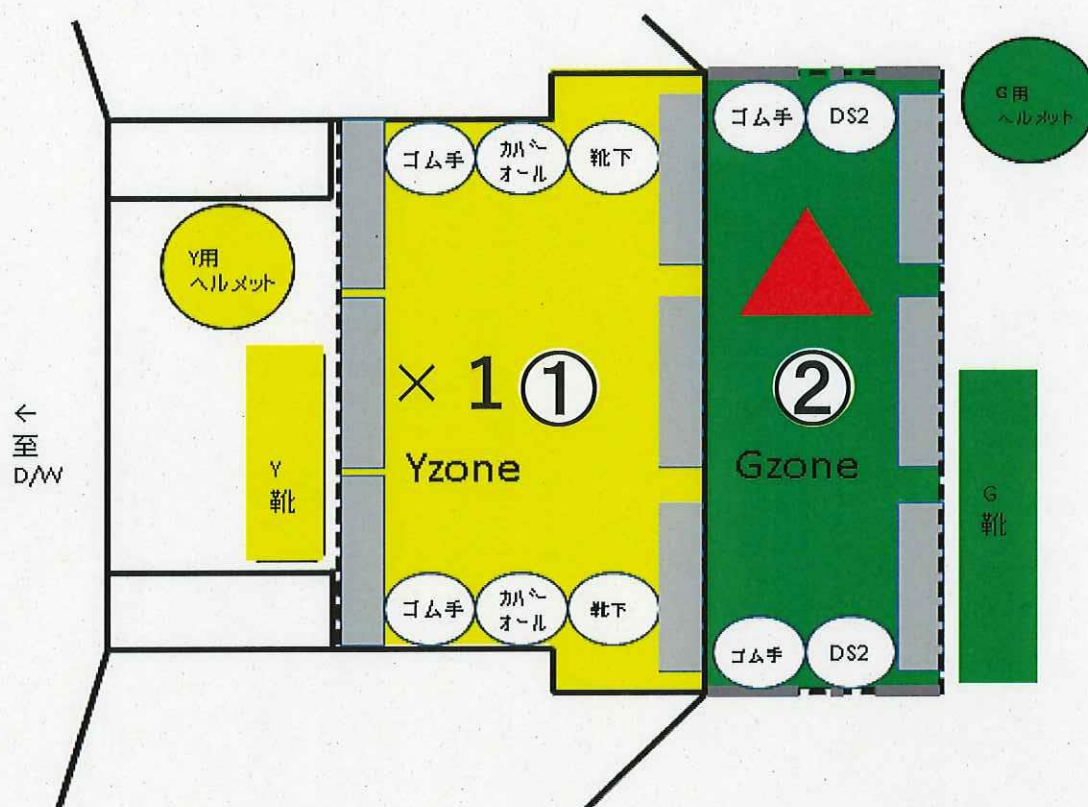 G用
ヘルメット
ゴム手
DS2
ゴム手
カバー
オール
靴下
Y用
ヘルメット
× 1 ①
②
←
至
D/W
Yzone
Gzone
Y
靴
G
靴
ゴム手
カバー
オール
靴下
ゴム手
DS2